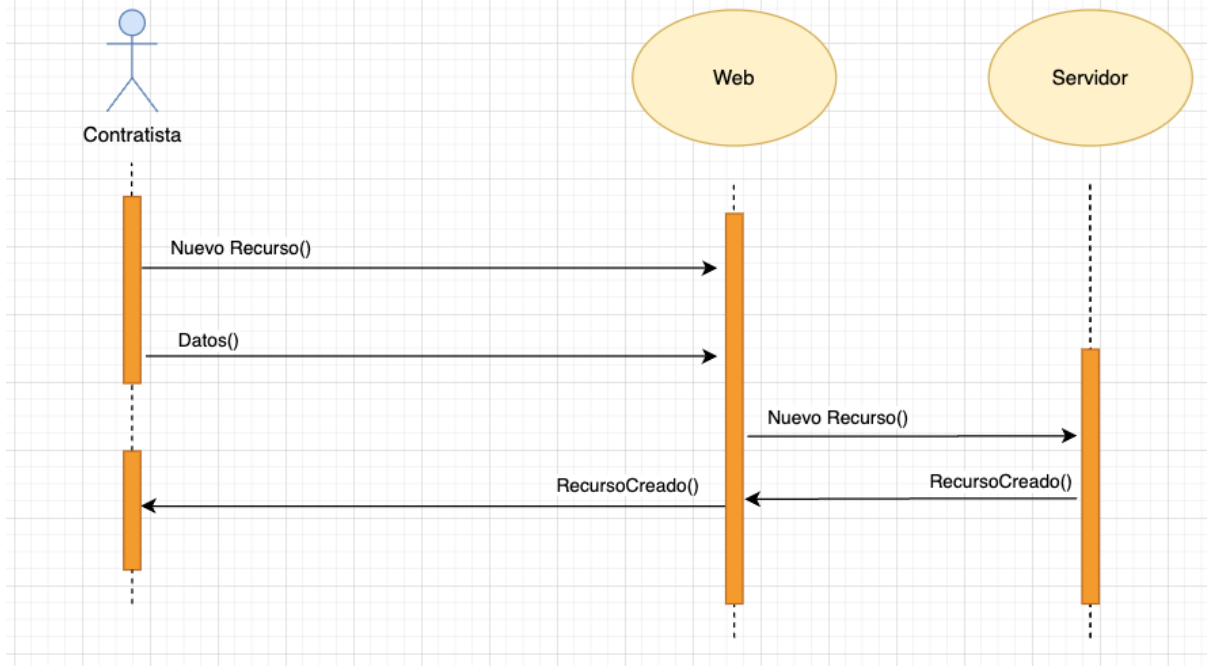 Web
Servidor
Contratista
Nuevo Recurso()
Datos()
Nuevo Recurso()
RecursoCreado()
RecursoCreado()